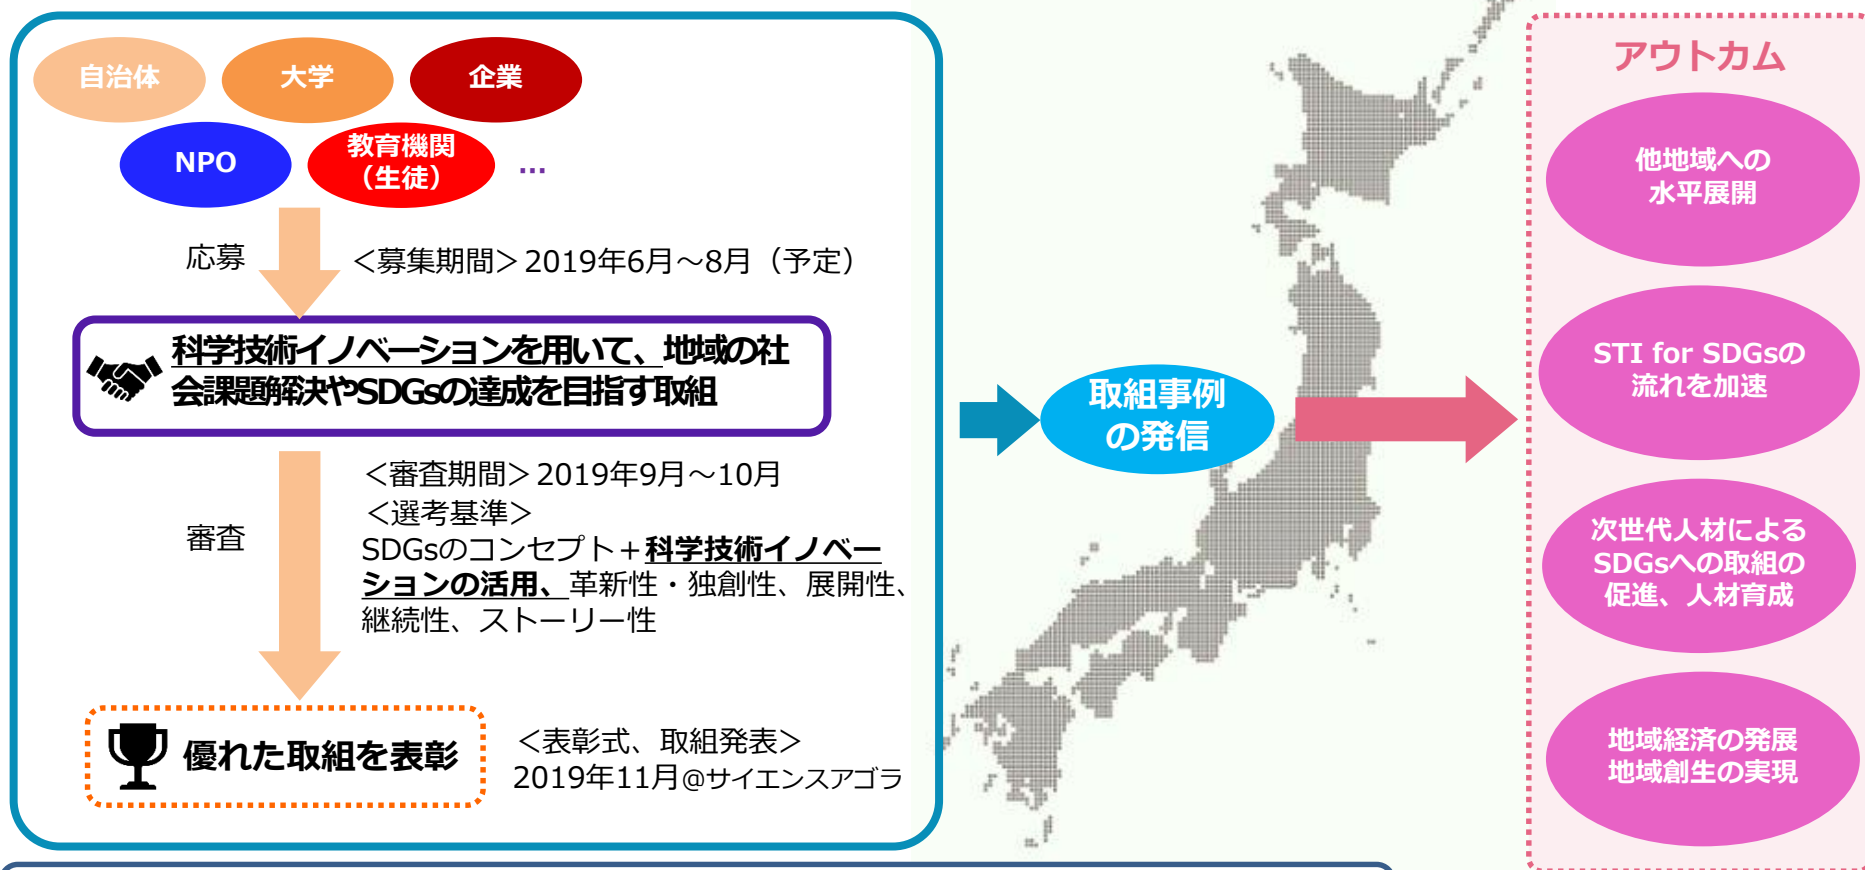 自治体
大学
企業
NPO
教育機関
（生徒）
…
応募
＜募集期間＞2019年6月～8月（予定）
科学技術イノベーションを用いて、地域の社
会課題解決やSDGsの達成を目指す取組
審査
＜審査期間＞2019年9月～10月
＜選考基準＞
SDGsのコンセプト＋科学技術イノベー
ションの活用、革新性・独創性、展開性、
継続性、ストーリー性
優れた取組を表彰
＜表彰式、取組発表＞
2019年11月@サイエンスアゴラ
取組事例
の発信
アウトカム
他地域への
水平展開
STI for SDGsの
流れを加速
次世代人材による
SDGsへの取組の
促進、人材育成
地域経済の発展
地域創生の実現